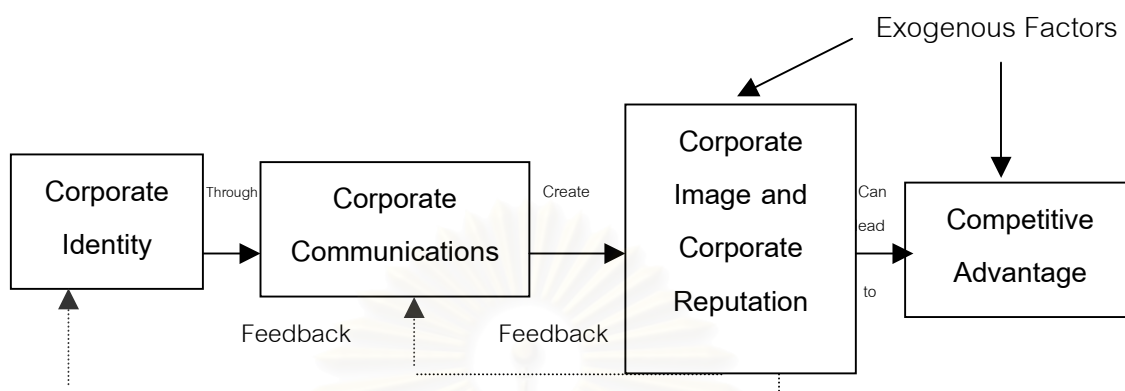 Exogenous Factors
Corporate
Identity
Through
Corporate
Communications
Create
Corporate
Image and
Corporate
Reputation
Can
ead
to
Competitive
Advantage
Feedback
Feedback